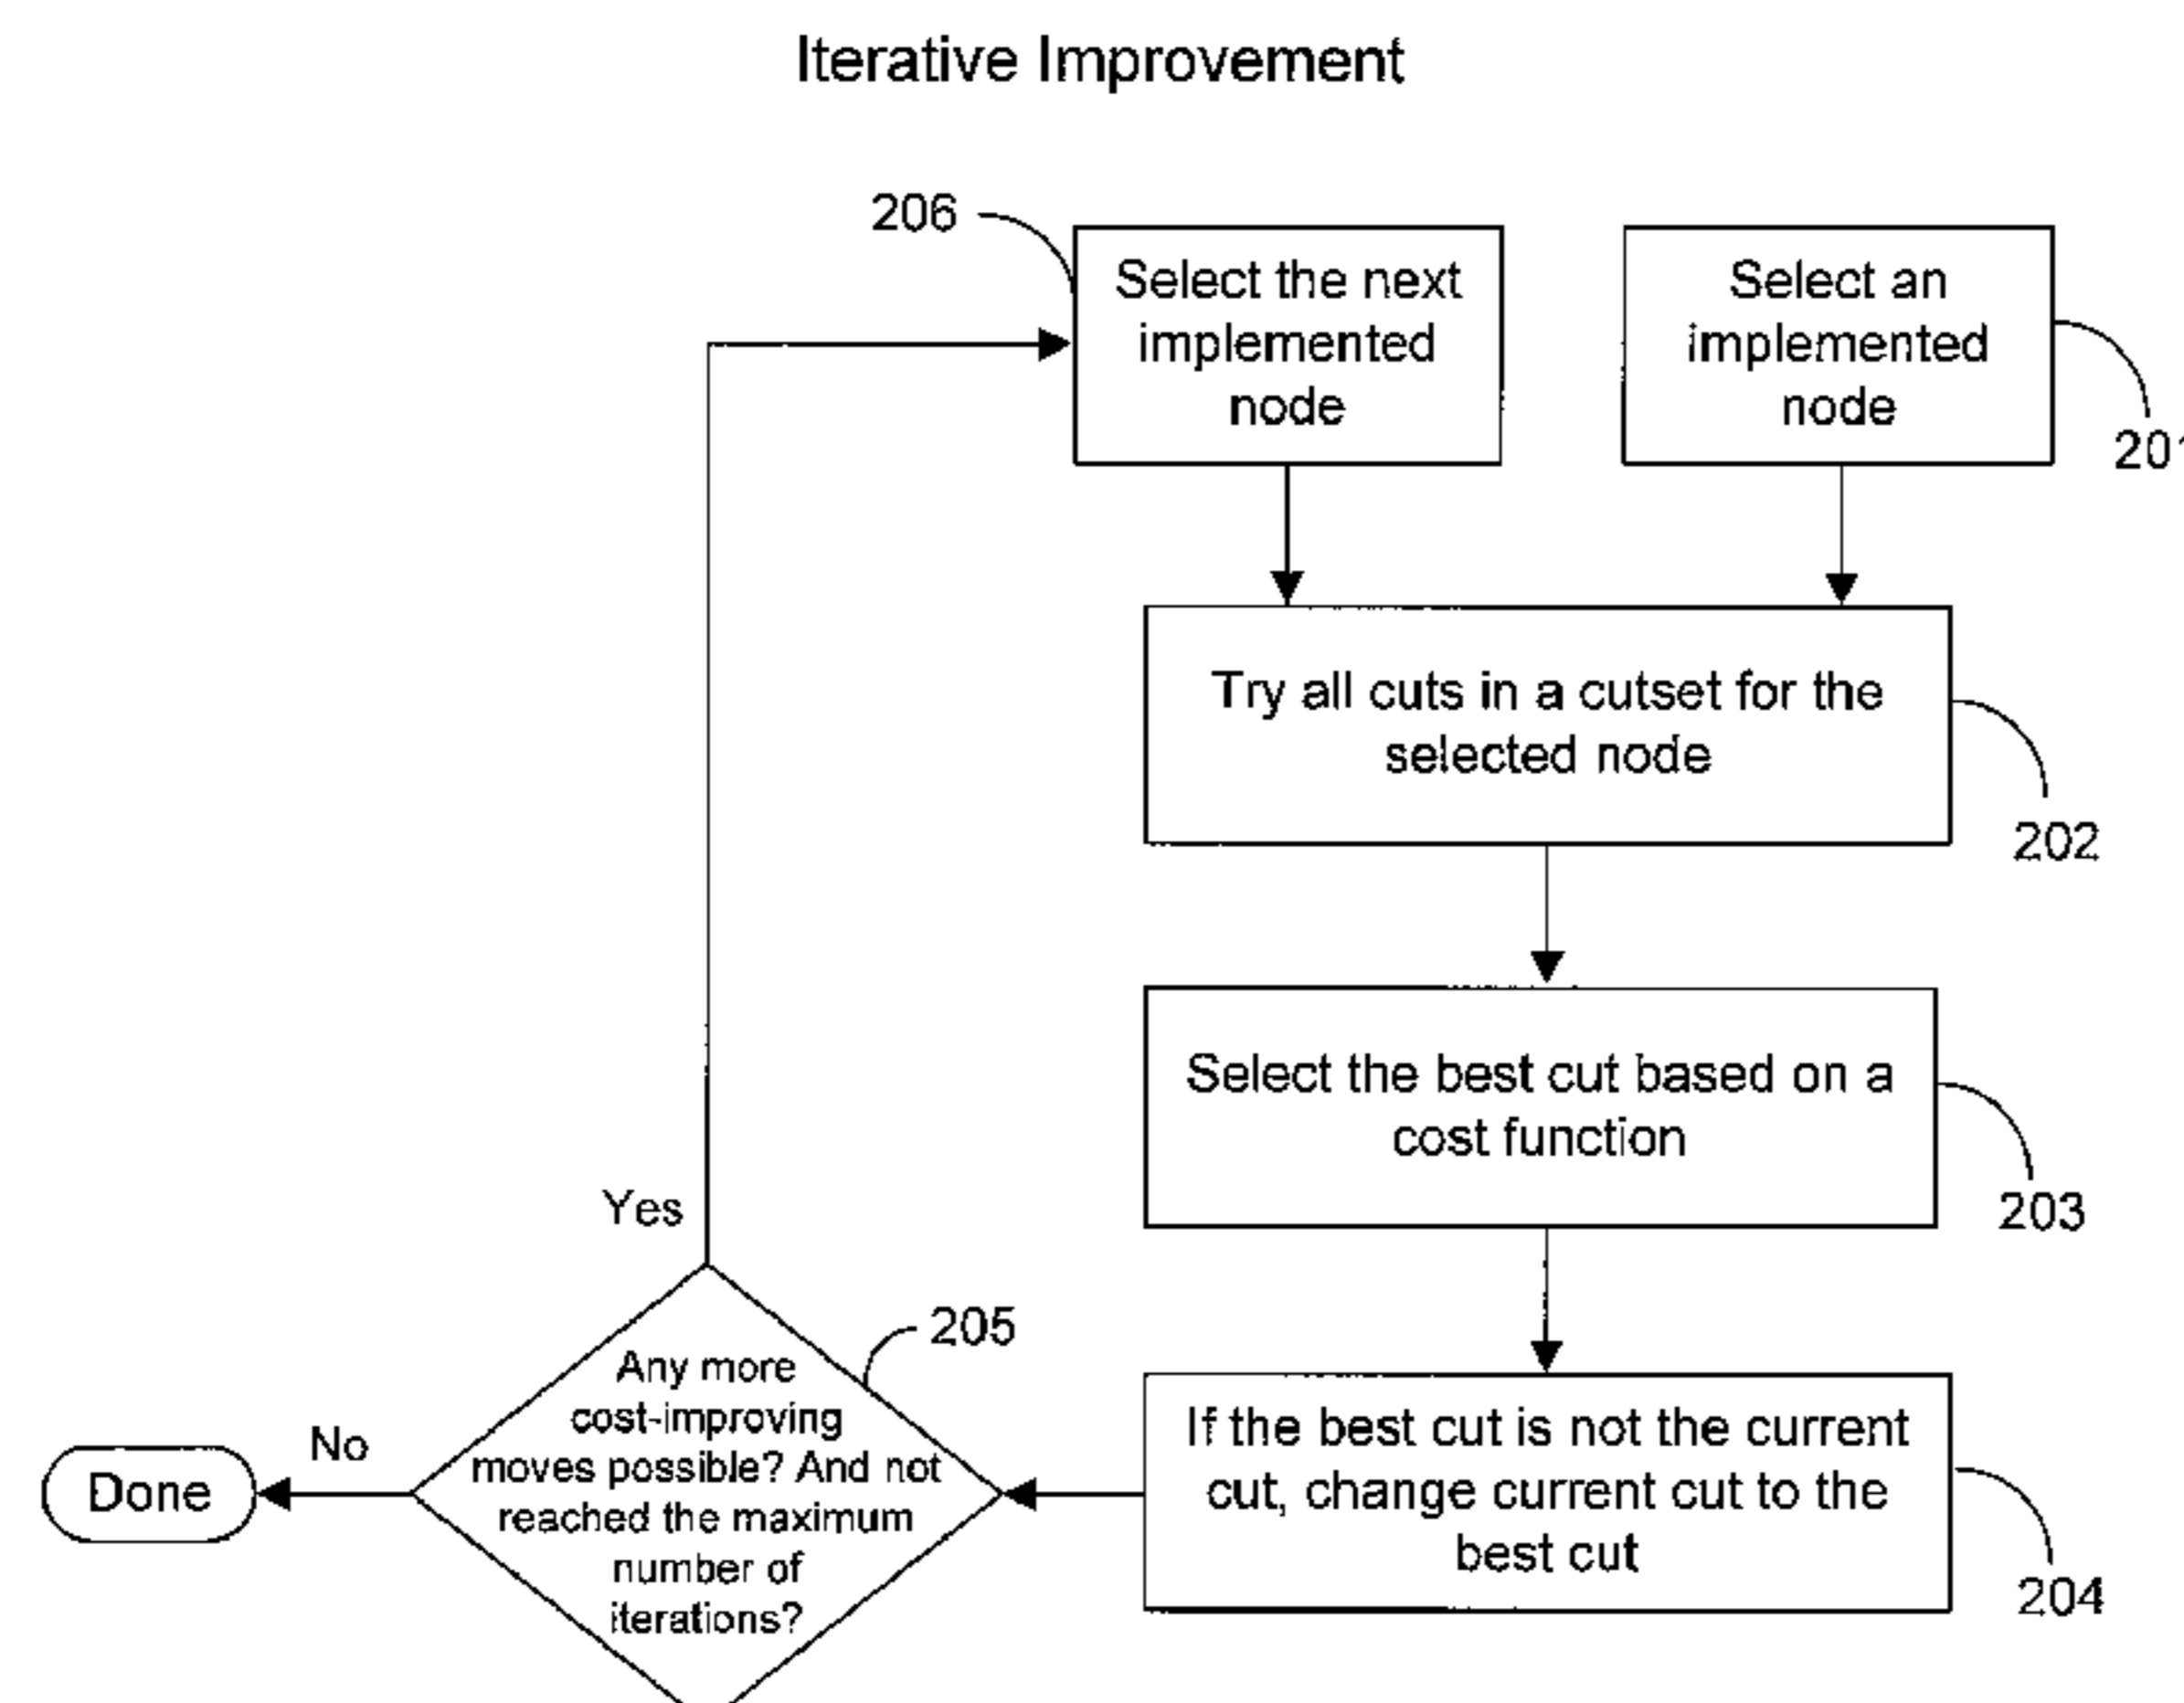 Iterative Improvement
206
Select the next
implemented
node
Select an
implemented
node
201
Try all cuts in a cutset for the
selected node
202
Select the best cut based on a
cost function
203
Yes
205
Any more
cost-improving
moves possible? And not
reached the maximum
number of
iterations?
No
Done
If the best cut is not the current
cut, change current cut to the
best cut
204